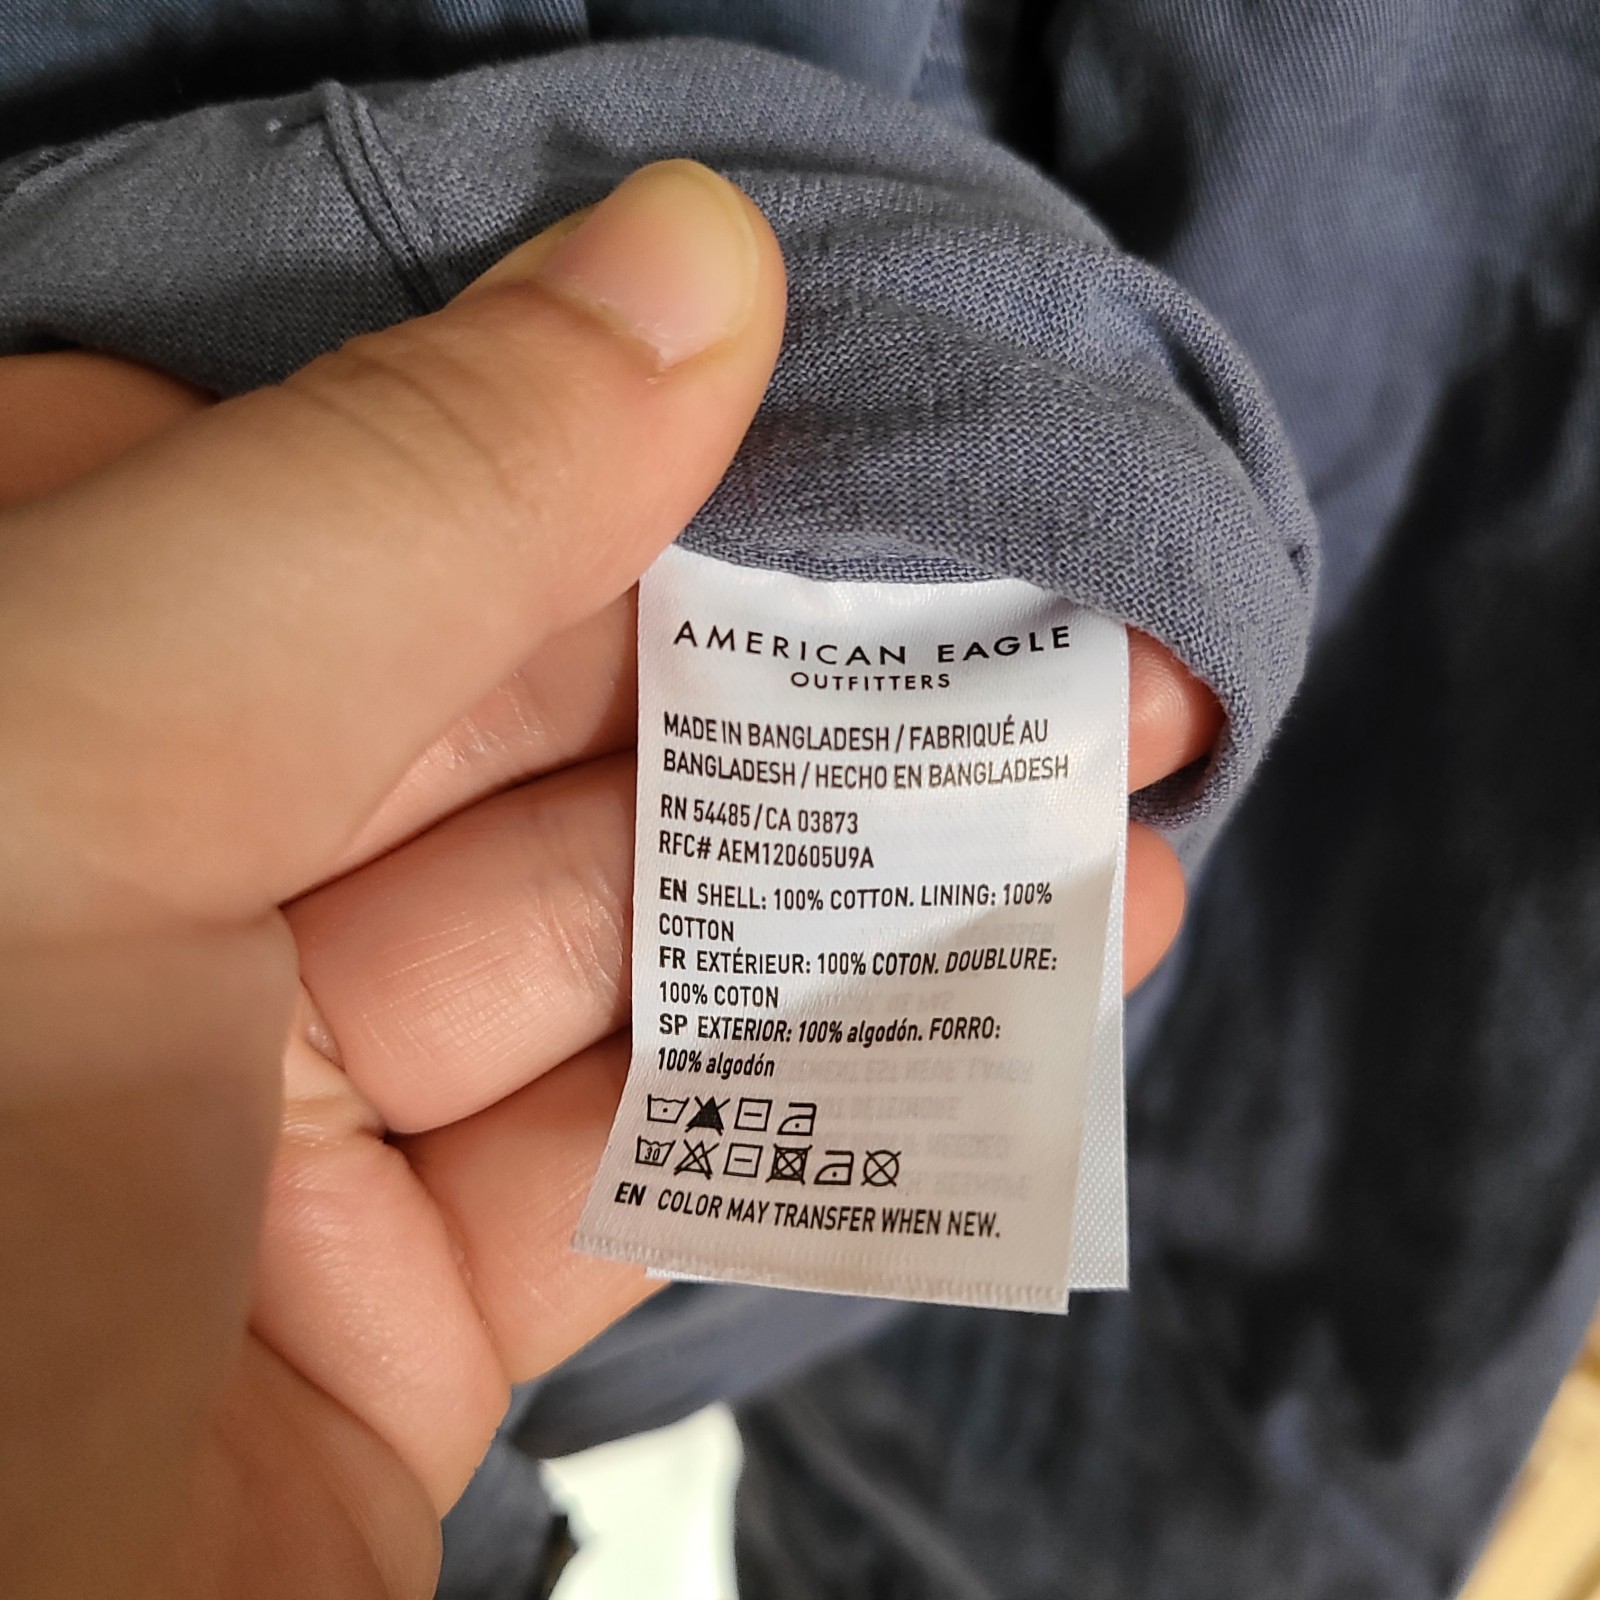 AMERICAN EAGLE
OUTFITTERS
MADE IN BANGLADESH / FABRIQUÉ AU
BANGLADESH / HECHO EN BANGLADESH
RN 54485/CA 03873
RFC# AEM120605U9A
EN SHELL: 100% COTTON. LINING: 100%
COTTON
FR EXTÉRIEUR: 100% COTON. DOUBLURE:
100% COTON
SP EXTERIOR: 100% algodón. FORRO:
100% algodón
30
EN COLOR MAY TRANSFER WHEN NEW.